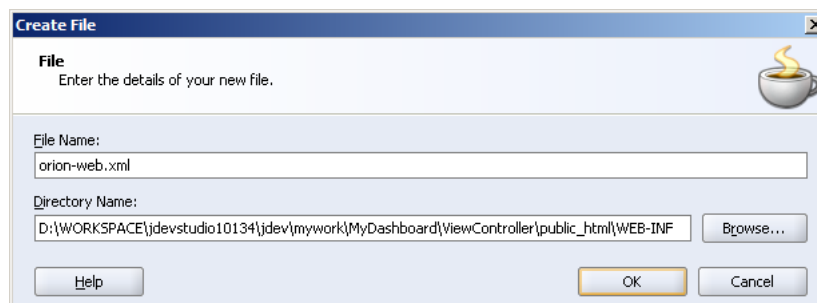 Create File
File
Enter the details of your new file.
File Name:
orion-web.xml
Directory Name:
D:\WORKSPACE\jdevstudio10134\jdev\mywork\MyDashboard\ViewController\public_html\WEB-INF
Browse...
Help
OK
Cancel